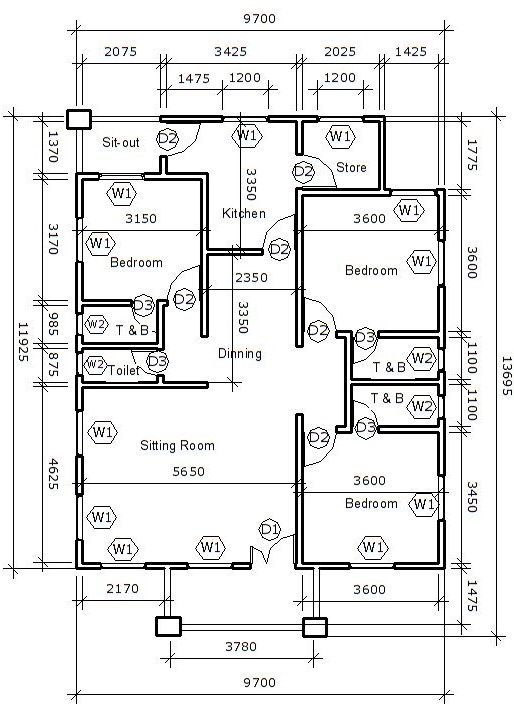 9700
2075 3425 2025 1425
1475 1200 1200
Sit-out D2 W1 W1
1370 1775
D2 Store
3350
W1 Kitchen W1
3150 3600
3170 W1 D2 W1 3600
Bedroom Bedroom
2350
D3 D2
985 W2 T & B 3350 D2 D3
11925 Dinning 1100 13695
875 W2 Toilet D3 T & B W2
T & B W2 1100
W1 D2 D3
Sitting Room
4625 5650 3600 3450
Bedroom W1
W1 D1
W1 W1 W1
2170 3600 1475
3780
9700